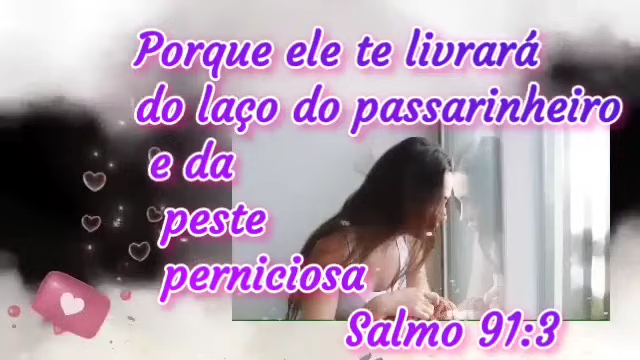 Porque ele te livrará
do laço do passarinheiro
e da
peste
perniciosa
Salmo 91:3